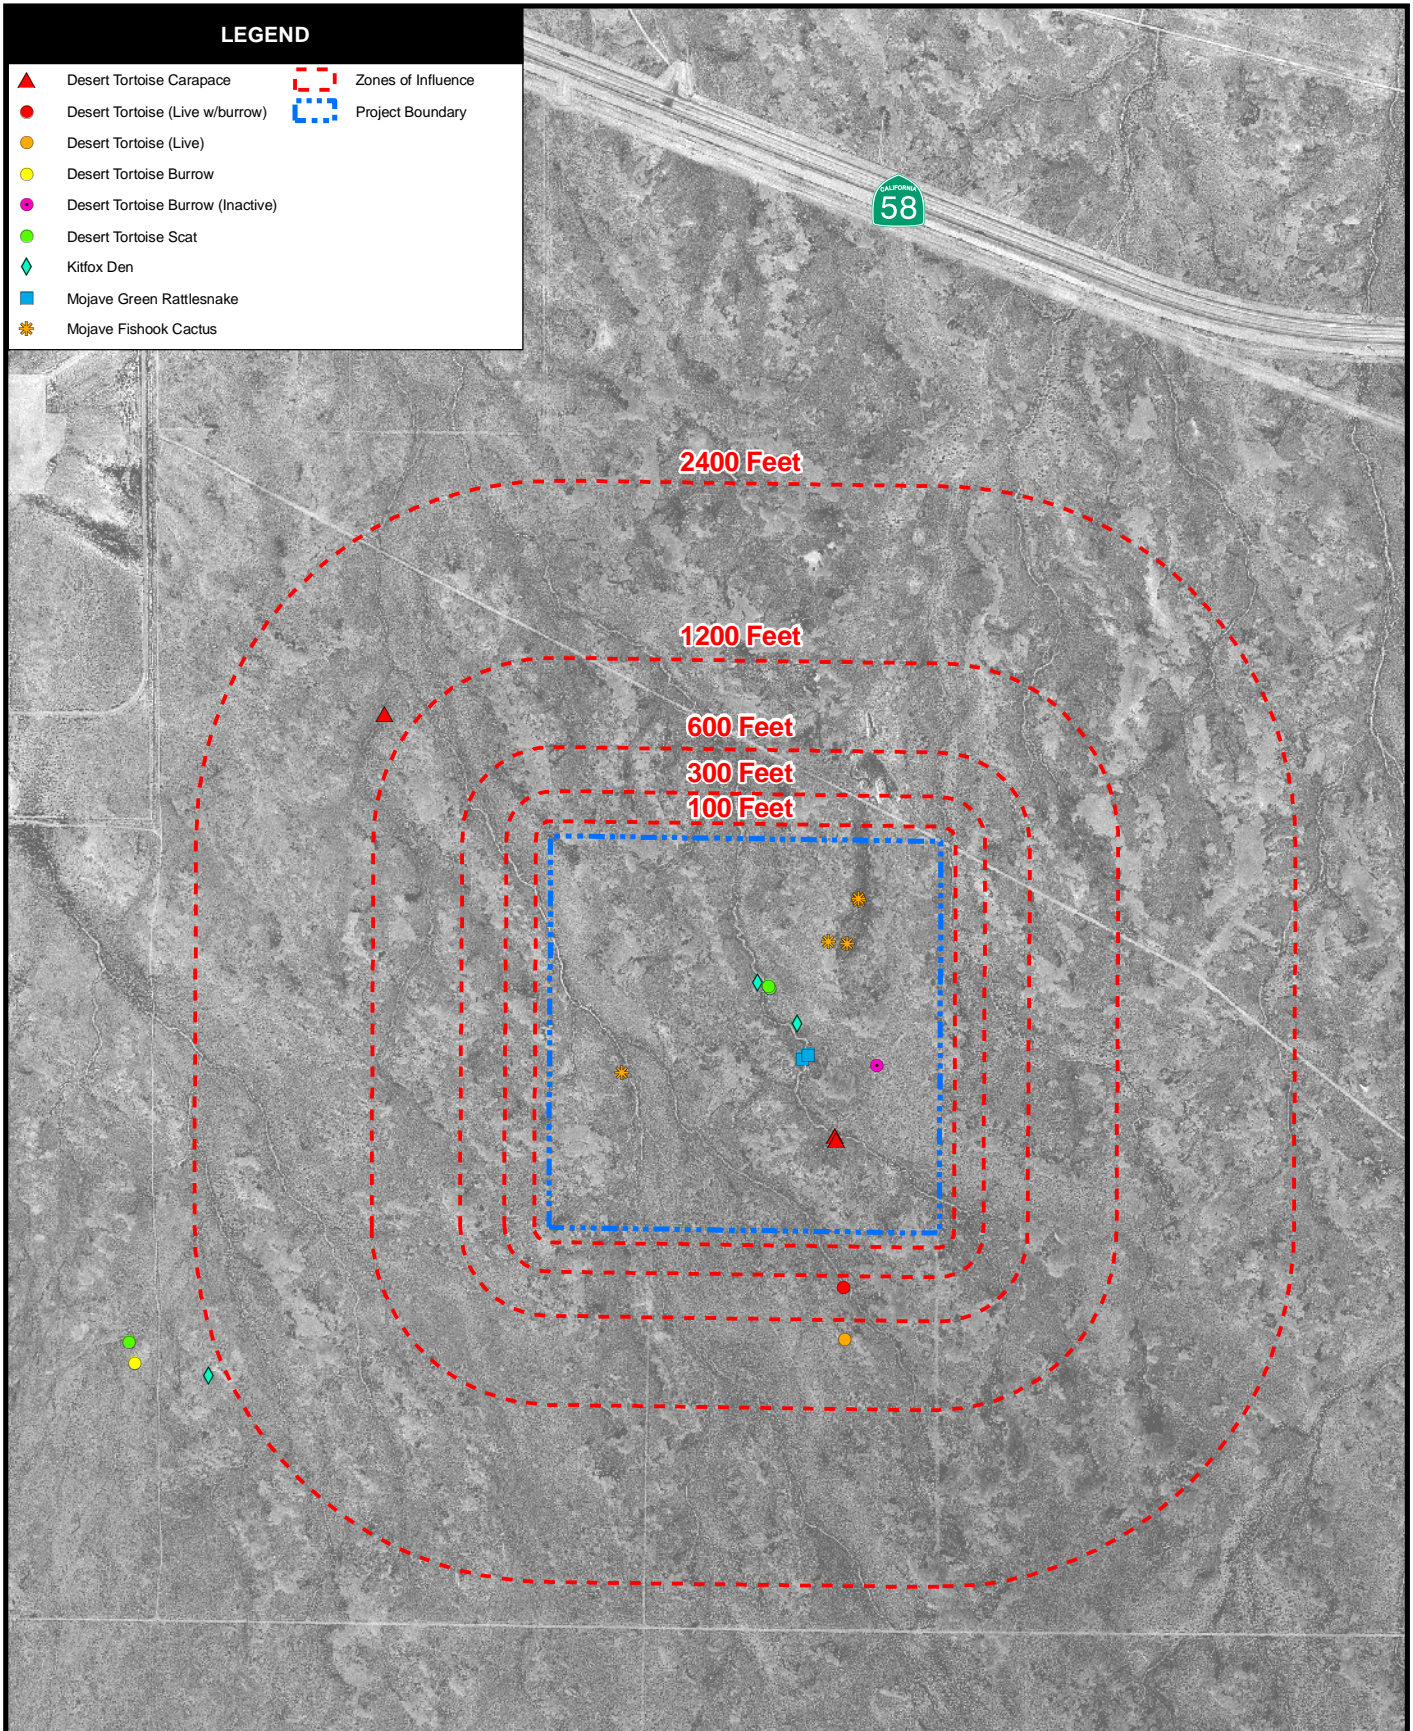 LEGEND
Desert Tortoise Carapace
Zones of Influence
Desert Tortoise (Live w/burrow)
Project Boundary
Desert Tortoise (Live)
Desert Tortoise Burrow
Desert Tortoise Burrow (Inactive)
Desert Tortoise Scat
Kitfox Den
Mojave Green Rattlesnake
Mojave Fishook Cactus
CALIFORNIA
58
2400 Feet
1200 Feet
600 Feet
300 Feet
100 Feet